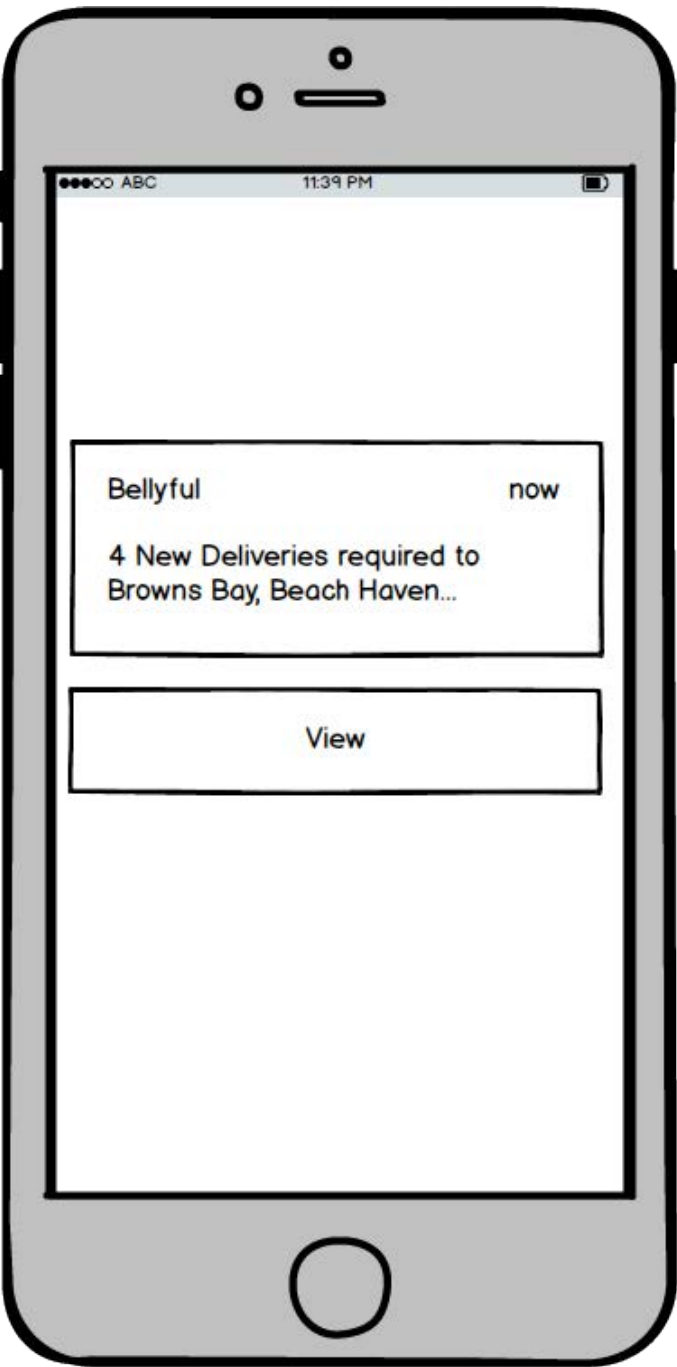 ABC 11:39 PM
Bellyful now
4 New Deliveries required to
Browns Bay, Beach Haven...
View